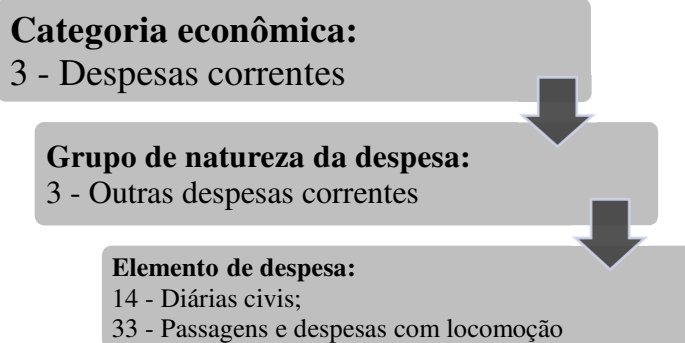 Categoria econômica:
3 - Despesas correntes
Grupo de natureza da despesa:
3 - Outras despesas correntes
Elemento de despesa:
14 - Diárias civis;
33 - Passagens e despesas com locomoção